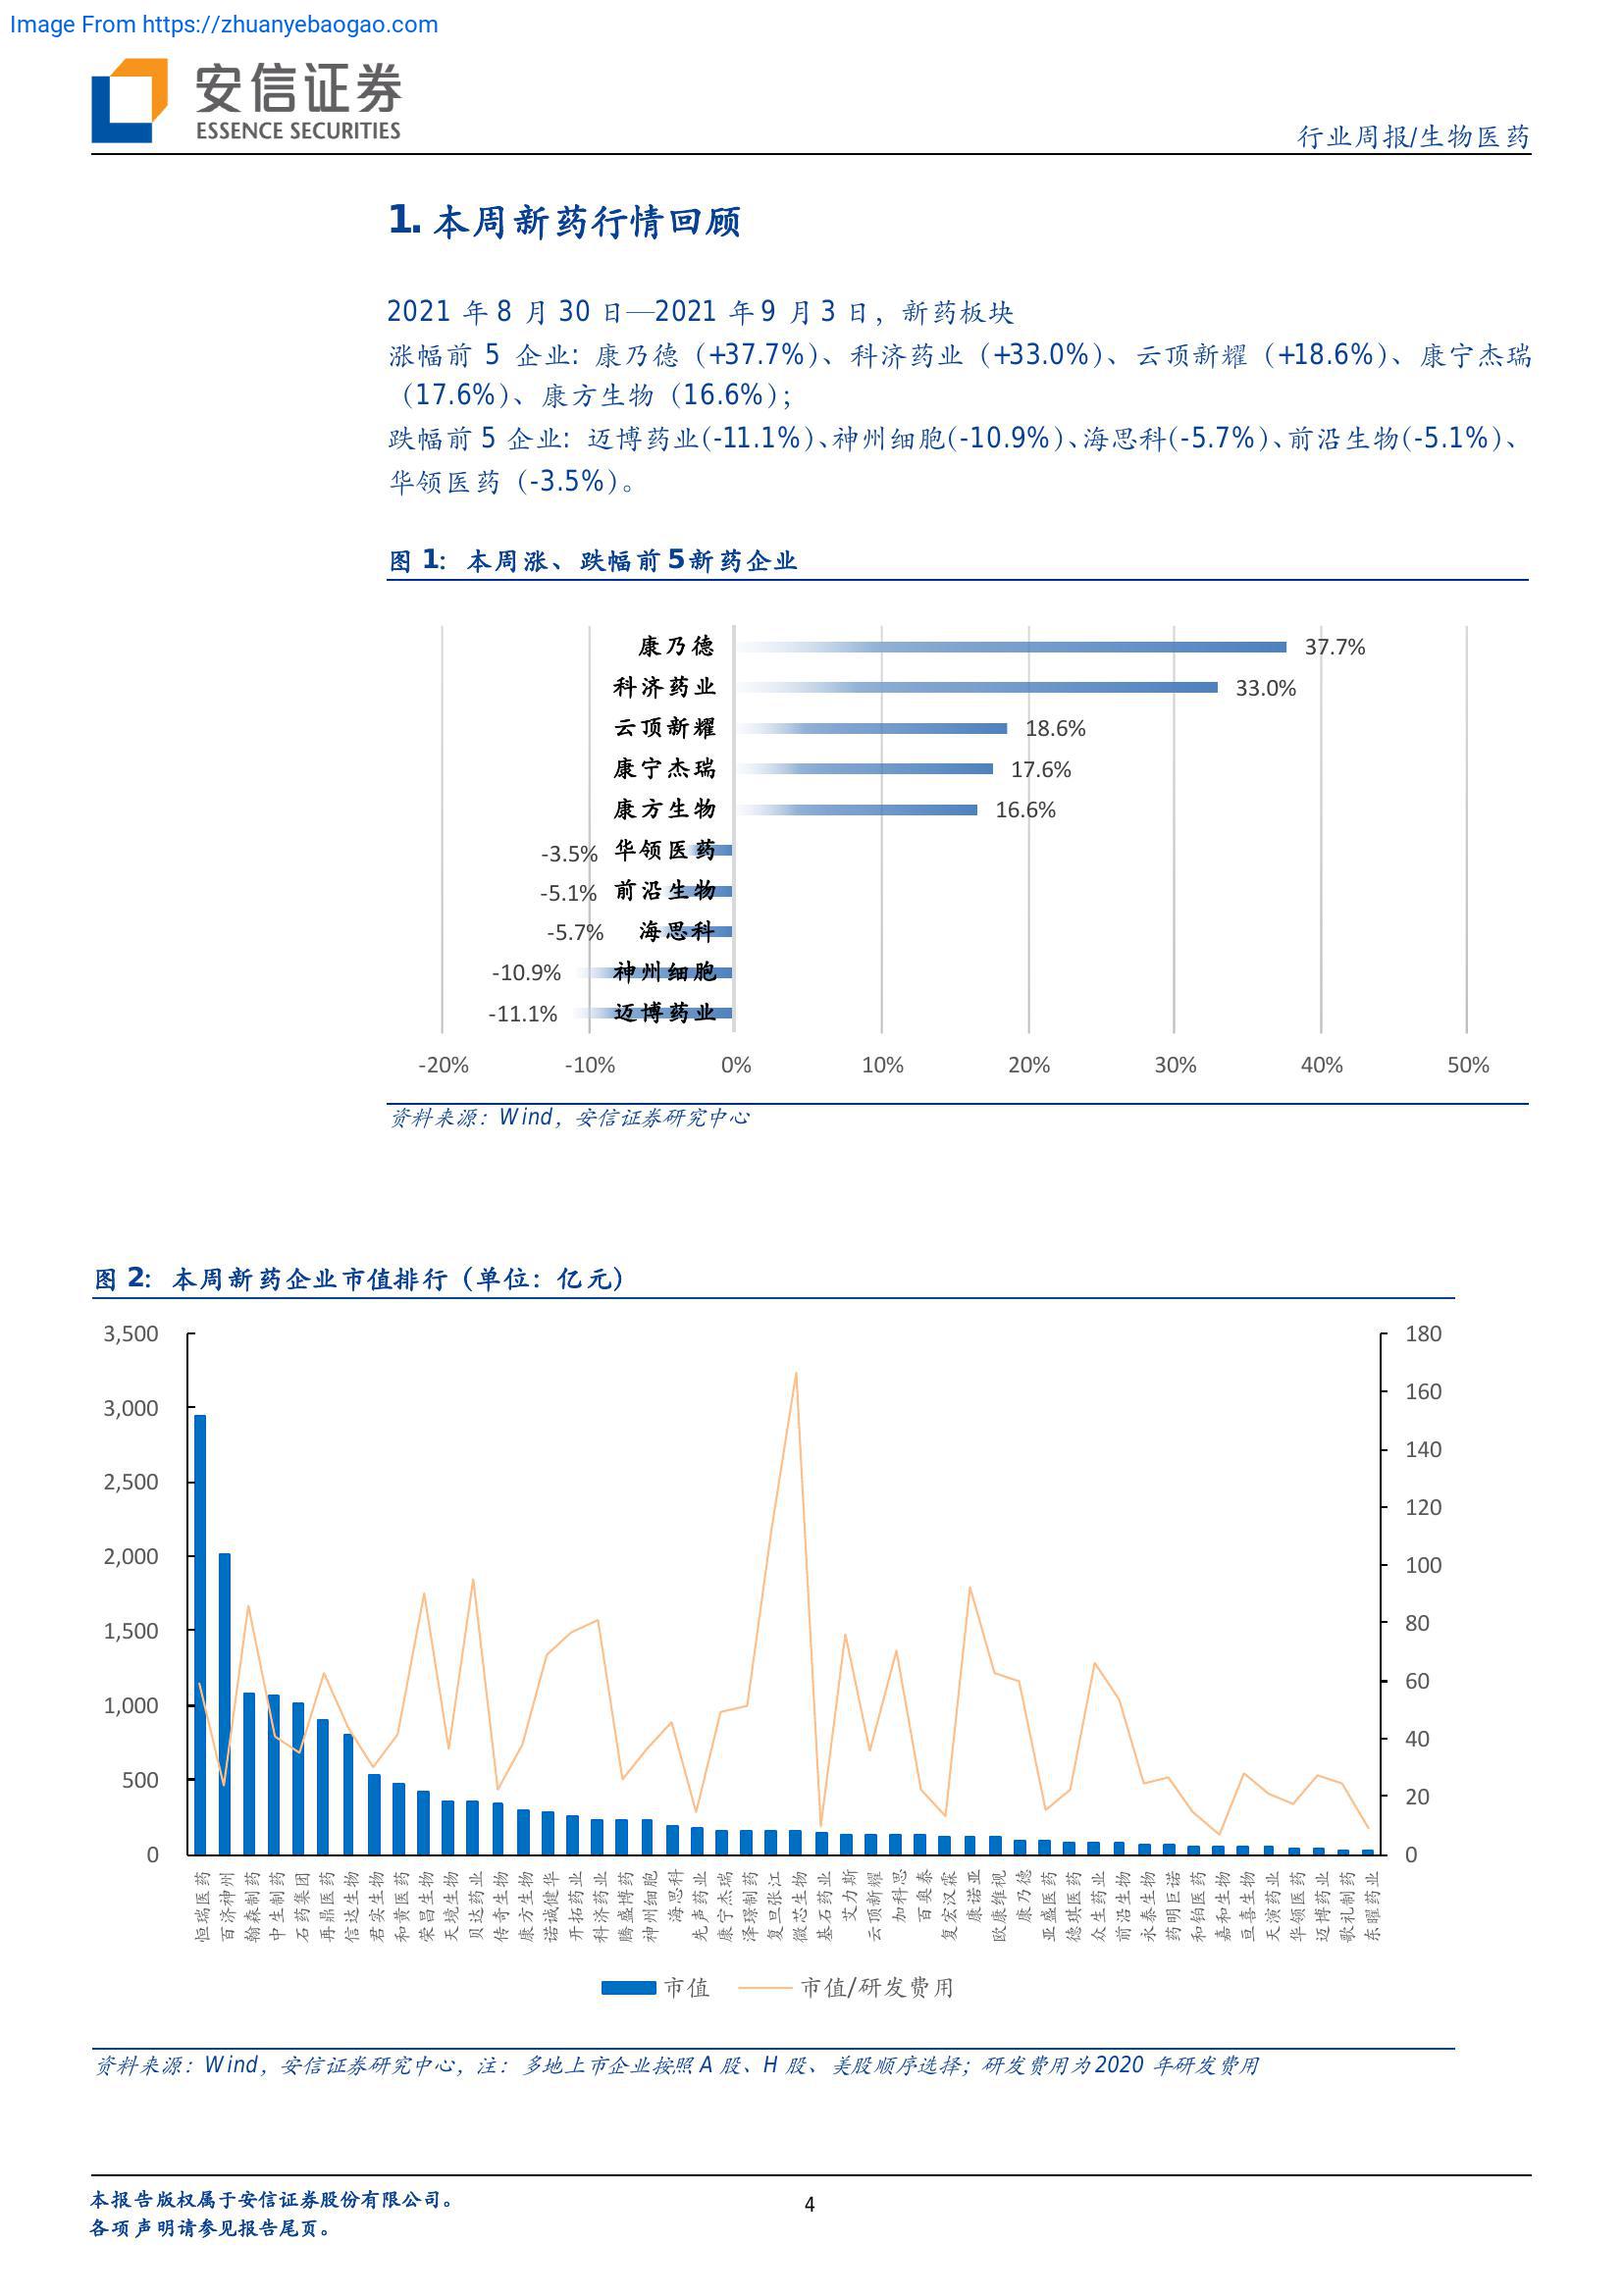 Image From https://zhuanyebaogao.com
安信证券
ESSENCE SECURITIES
行业周报/生物医药
1. 本周新药行情回顾
2021 年 8 月 30 日—2021 年 9 月 3 日，新药板块
涨幅前 5 企业: 康乃德（+37.7%）、科济药业（+33.0%）、云顶新耀（+18.6%）、康宁杰瑞
（17.6%）、康方生物（16.6%）；
跌幅前 5 企业: 迈博药业(-11.1%)、神州细胞(-10.9%)、海思科(-5.7%)、前沿生物(-5.1%)、
华领医药（-3.5%）。
图 1: 本周涨、跌幅前 5 新药企业
康乃德 37.7%
科济药业 33.0%
云顶新耀 18.6%
康宁杰瑞 17.6%
康方生物 16.6%
-3.5% 华领医药
-5.1% 前沿生物
-5.7% 海思科
-10.9% 神州细胞
-11.1% 迈博药业
-20% -10% 0% 10% 20% 30% 40% 50%
资料来源：Wind，安信证券研究中心
图 2: 本周新药企业市值排行（单位：亿元）
3,500
3,000
2,500
2,000
1,500
1,000
500
0
180
160
140
120
100
80
60
40
20
0
恒瑞医药
百济神州
翰森制药
中生制药
石药集团
再鼎医药
信达生物
君实生物
和黄医药
荣昌生物
天境生物
贝达药业
传奇生物
康方生物
诺诚健华
开拓药业
科济药业
腾盛博药
神州细胞
海思科
先声药业
康宁杰瑞
泽璟制药
复旦张江
微芯生物
基石药业
艾力斯
云顶新耀
加科思
百奥泰
复宏汉霖
康诺亚
欧康维视
康乃德
亚盛医药
德琪医药
众生药业
前沿生物
永泰生物
药明巨诺
和铂医药
嘉和生物
亘喜生物
天演药业
华领医药
迈博药业
歌礼制药
东曜药业
市值 市值/研发费用
资料来源：Wind，安信证券研究中心，注：多地上市企业按照 A 股、H 股、美股顺序选择；研发费用为 2020 年研发费用
本报告版权属于安信证券股份有限公司。
4
各项声明请参见报告尾页。